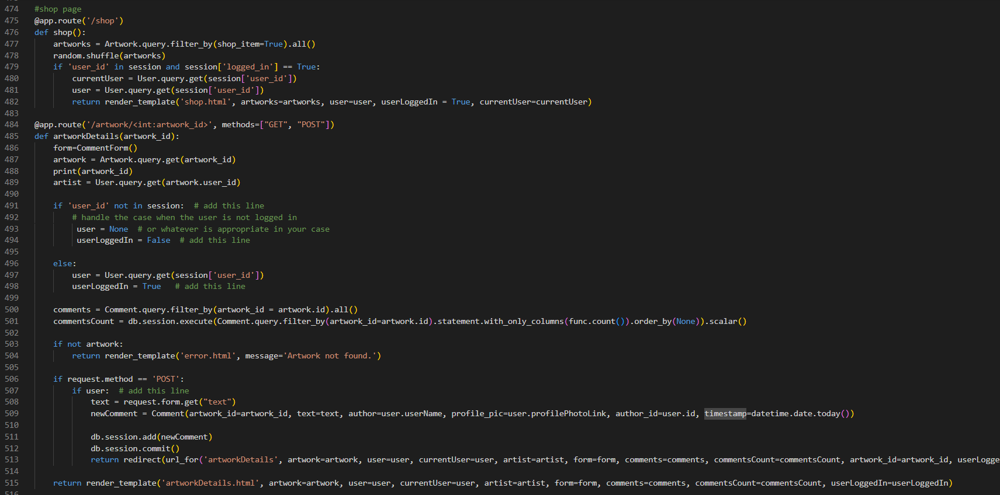 474 #shop page
475 @app.route('/shop')
476 def shop():
477     artworks = Artwork.query.filter_by(shop_item=True).all()
478     random.shuffle(artworks)
479     if 'user_id' in session and session['logged_in'] == True:
480         currentUser = User.query.get(session['user_id'])
481         user = User.query.get(session['user_id'])
482         return render_template('shop.html', artworks=artworks, user=user, userLoggedIn = True, currentUser=currentUser)
483
484 @app.route('/artwork/<int:artwork_id>', methods=["GET", "POST"])
485 def artworkDetails(artwork_id):
486     form=CommentForm()
487     artwork = Artwork.query.get(artwork_id)
488     print(artwork_id)
489     artist = User.query.get(artwork.user_id)
490
491     if 'user_id' not in session:  # add this line
492         # handle the case when the user is not logged in
493          user = None  # or whatever is appropriate in your case
494          userLoggedIn = False  # add this line
495
496     else:
497         user = User.query.get(session['user_id'])
498         userLoggedIn = True   # add this line
499
500     comments = Comment.query.filter_by(artwork_id = artwork.id).all()
501     commentsCount = db.session.execute(Comment.query.filter_by(artwork_id=artwork.id).statement.with_only_columns(func.count()).order_by(None)).scalar()
502
503     if not artwork:
504         return render_template('error.html', message='Artwork not found.')
505
506     if request.method == 'POST':
507         if user:  # add this line
508             text = request.form.get("text")
509             newComment = Comment(artwork_id=artwork_id, text=text, author=user.userName, profile_pic=user.profilePhotoLink, author_id=user.id, timestamp=datetime.date.today())
510
511             db.session.add(newComment)
512             db.session.commit()
513             return redirect(url_for('artworkDetails', artwork=artwork, user=user, currentUser=user, artist=artist, form=form, comments=comments, commentsCount=commentsCount, artwork_id=artwork_id, userLogge
514
515     return render_template('artworkDetails.html', artwork=artwork, user=user, currentUser=user, artist=artist, form=form, comments=comments, commentsCount=commentsCount, userLoggedIn=userLoggedIn)
516